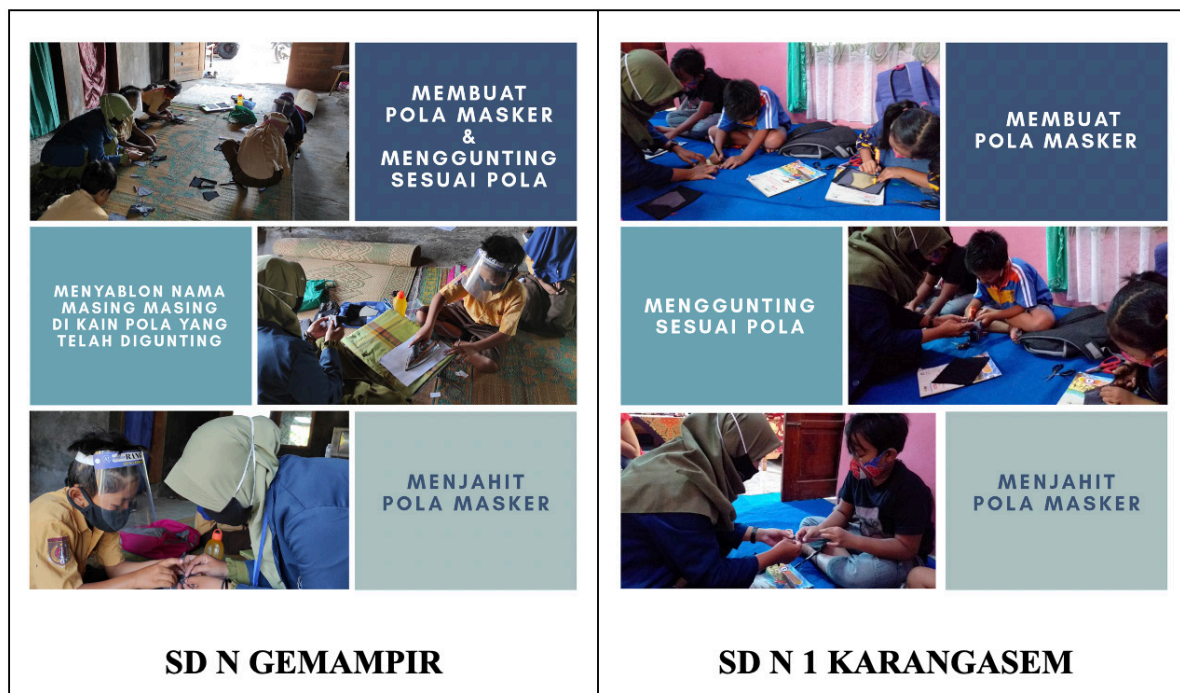 MEMBUAT
POLA MASKER
&
MENGGUNTING
SESUAI POLA
MENYABLON NAMA
MASING MASING
DI KAIN POLA YANG
TELAH DIGUNTING
MENJAHIT
POLA MASKER
SD N GEMAMPIR
MEMBUAT
POLA MASKER
MENGGUNTING
SESUAI POLA
MENJAHIT
POLA MASKER
SD N 1 KARANGASEM